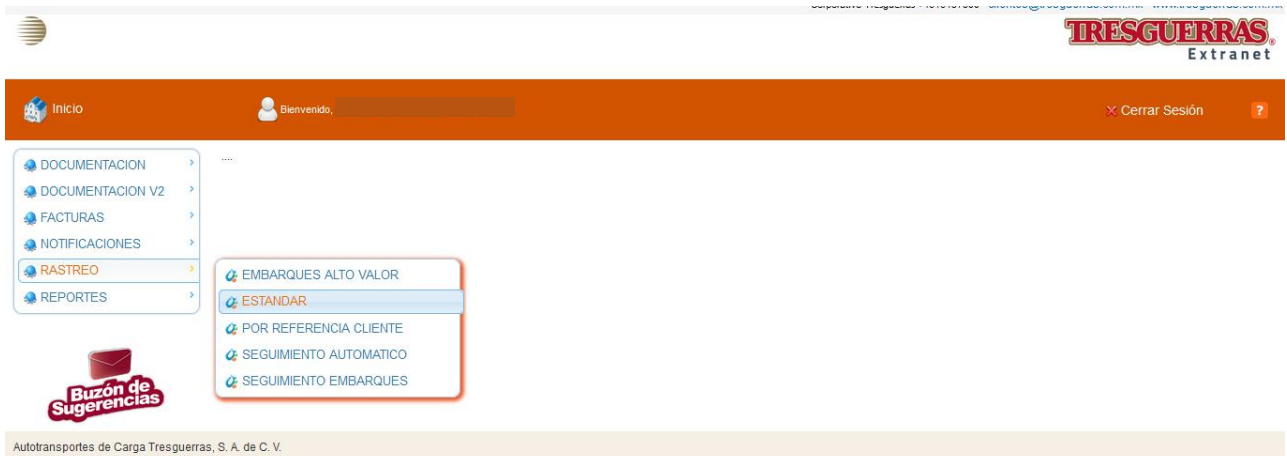 TRESGUERRAS®
Extranet
Inicio
Bienvenido,
Cerrar Sesión
?
DOCUMENTACION
....
DOCUMENTACION V2
FACTURAS
NOTIFICACIONES
RASTREO
EMBARQUES ALTO VALOR
REPORTES
ESTANDAR
POR REFERENCIA CLIENTE
SEGUIMIENTO AUTOMATICO
SEGUIMIENTO EMBARQUES
Buzón de
Sugerencias
Autotransportes de Carga Tresguerras, S. A. de C. V.